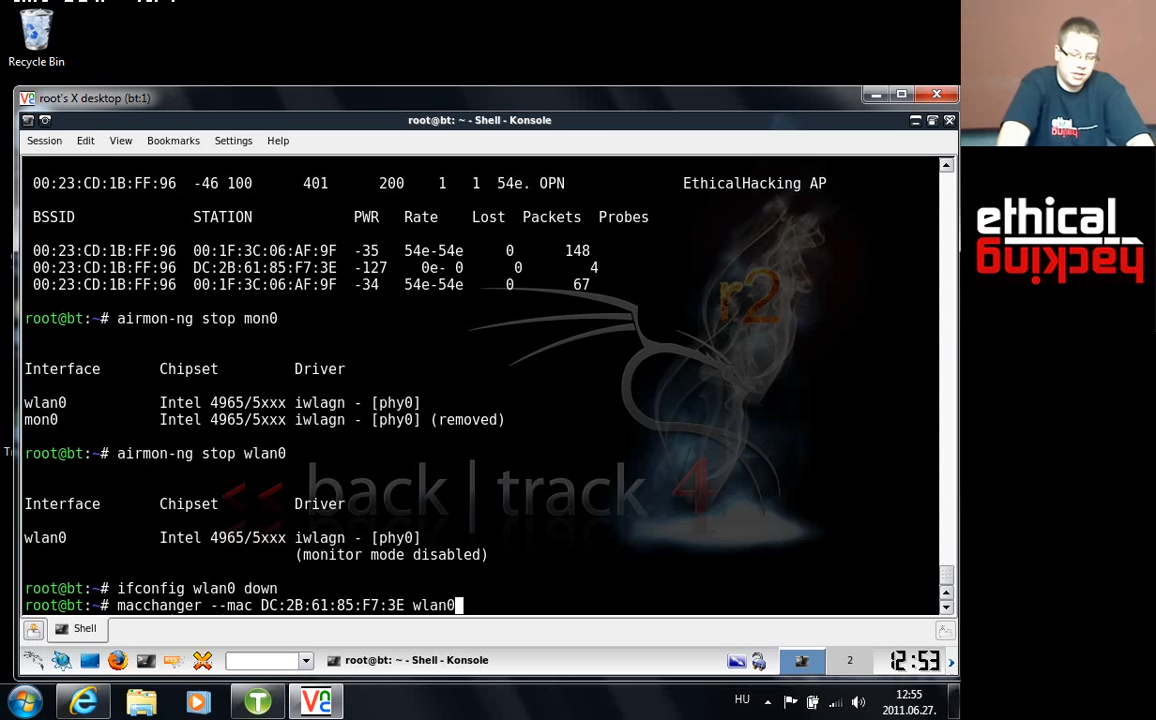 Recycle Bin
root's X desktop (bt:1)
root@bt: ~ - Shell - Konsole
Session Edit View Bookmarks Settings Help
00:23:CD:1B:FF:96 -46 100 401 200 1 1 54e. OPN EthicalHacking AP
BSSID STATION PWR Rate Lost Packets Probes
00:23:CD:1B:FF:96 00:1F:3C:06:AF:9F -35 54e-54e 0 148
00:23:CD:1B:FF:96 DC:2B:61:85:F7:3E -127 0e- 0 0 4
00:23:CD:1B:FF:96 00:1F:3C:06:AF:9F -34 54e-54e 0 67
root@bt:~# airmon-ng stop mon0
Interface Chipset Driver
wlan0 Intel 4965/5xxx iwlagn - [phy0]
mon0 Intel 4965/5xxx iwlagn - [phy0] (removed)
root@bt:~# airmon-ng stop wlan0
Interface Chipset Driver
wlan0 Intel 4965/5xxx iwlagn - [phy0]
(monitor mode disabled)
root@bt:~# ifconfig wlan0 down
root@bt:~# macchanger --mac DC:2B:61:85:F7:3E wlan0
r2
<< back | track 4
Shell
root@bt: ~ - Shell - Konsole
2
12:53
HU
12:55
2011.06.27.
ethical
hacking